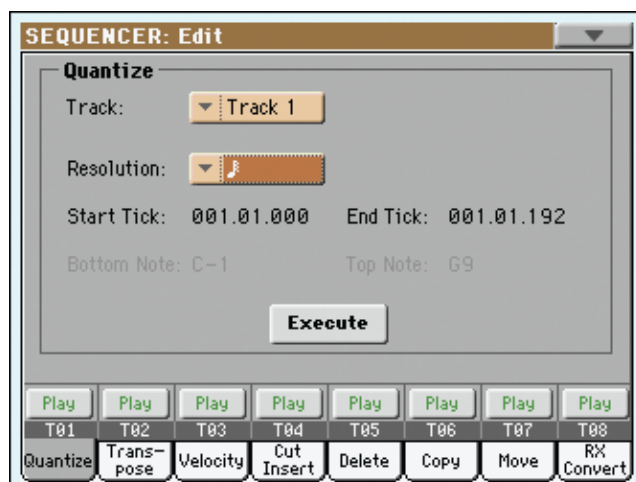 SEQUENCER: Edit
Quantize
Track: Track 1
Resolution:
Start Tick: 001.01.000 End Tick: 001.01.192
Bottom Note: C-1 Top Note: G9
Execute
Play Play Play Play Play Play Play Play
T01 T02 T03 T04 T05 T06 T07 T08
Quantize Trans-pose Velocity Cut Insert Delete Copy Move RX Convert